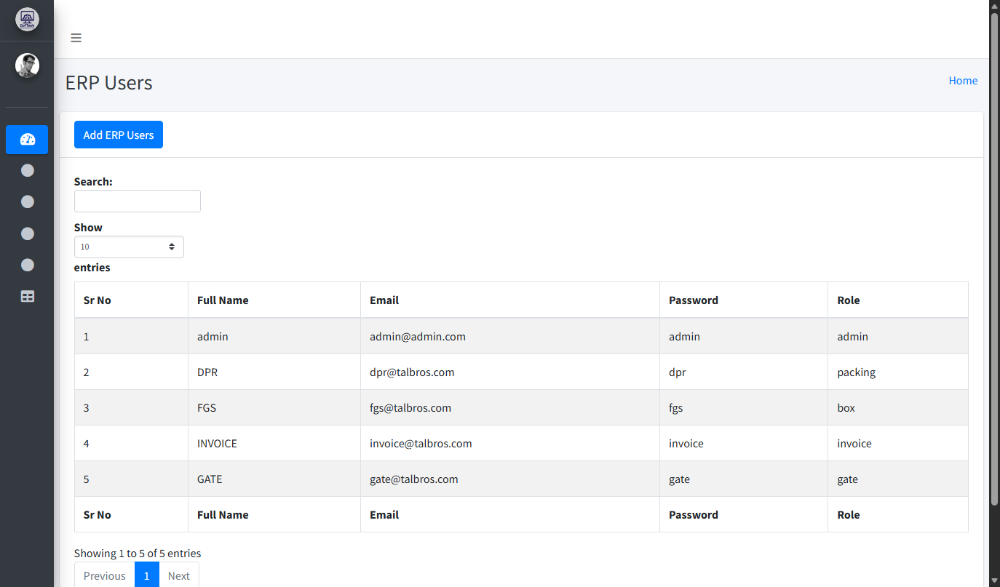 SofTech
ERP Users
Home
Add ERP Users
Search:
Show
10
entries
Sr No Full Name Email Password Role
1 admin admin@admin.com admin admin
2 DPR dpr@talbros.com dpr packing
3 FGS fgs@talbros.com fgs box
4 INVOICE invoice@talbros.com invoice invoice
5 GATE gate@talbros.com gate gate
Sr No Full Name Email Password Role
Showing 1 to 5 of 5 entries
Previous 1 Next